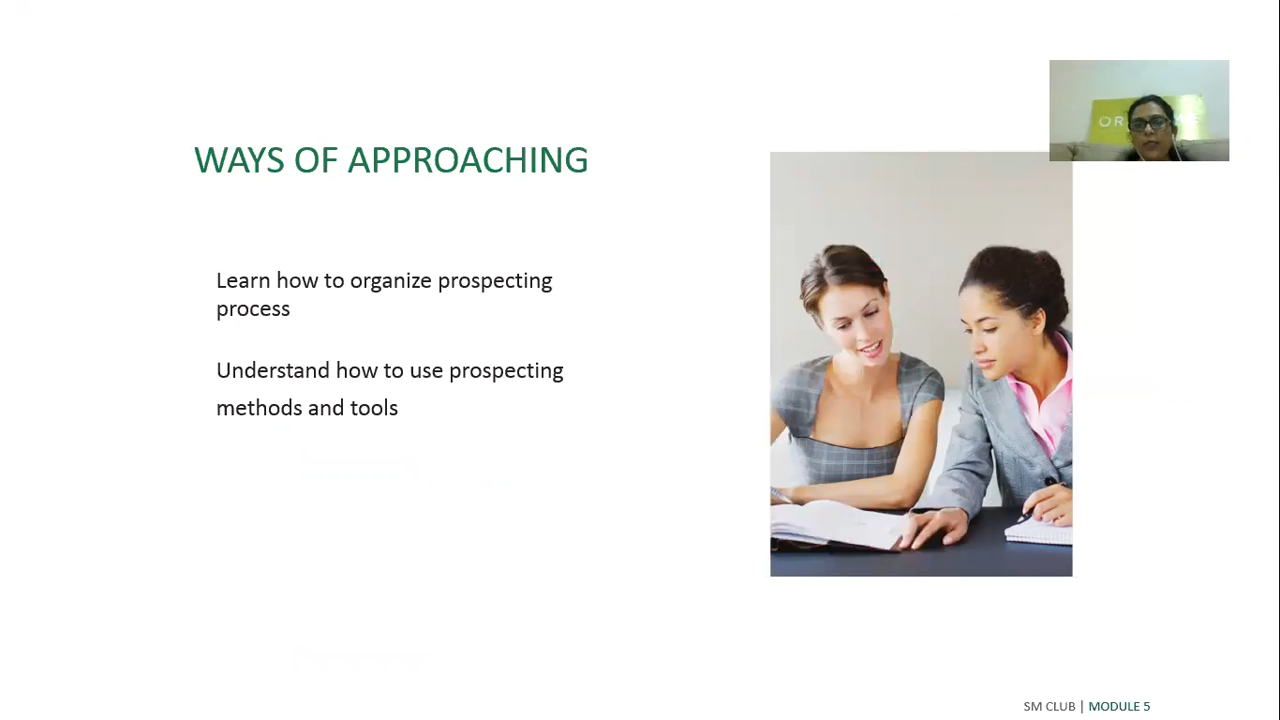 WAYS OF APPROACHING
Learn how to organize prospecting
process
Understand how to use prospecting
methods and tools
SM CLUB | MODULE 5